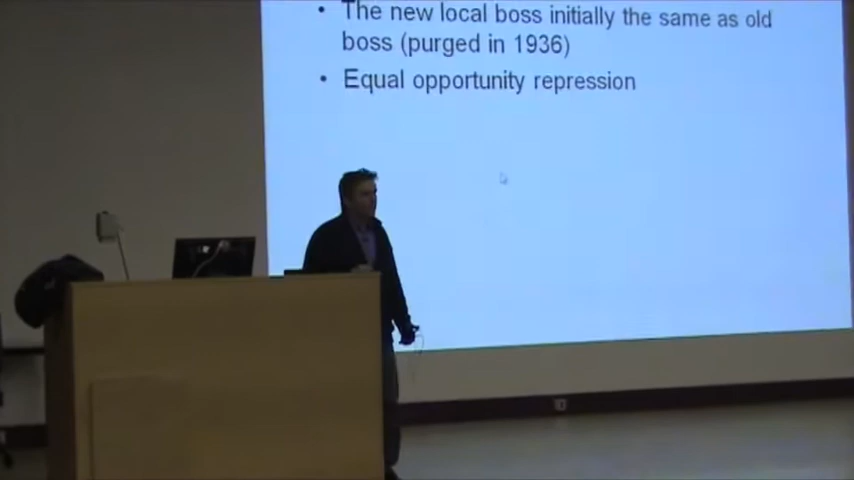 • The new local boss initially the same as old
boss (purged in 1936)
• Equal opportunity repression